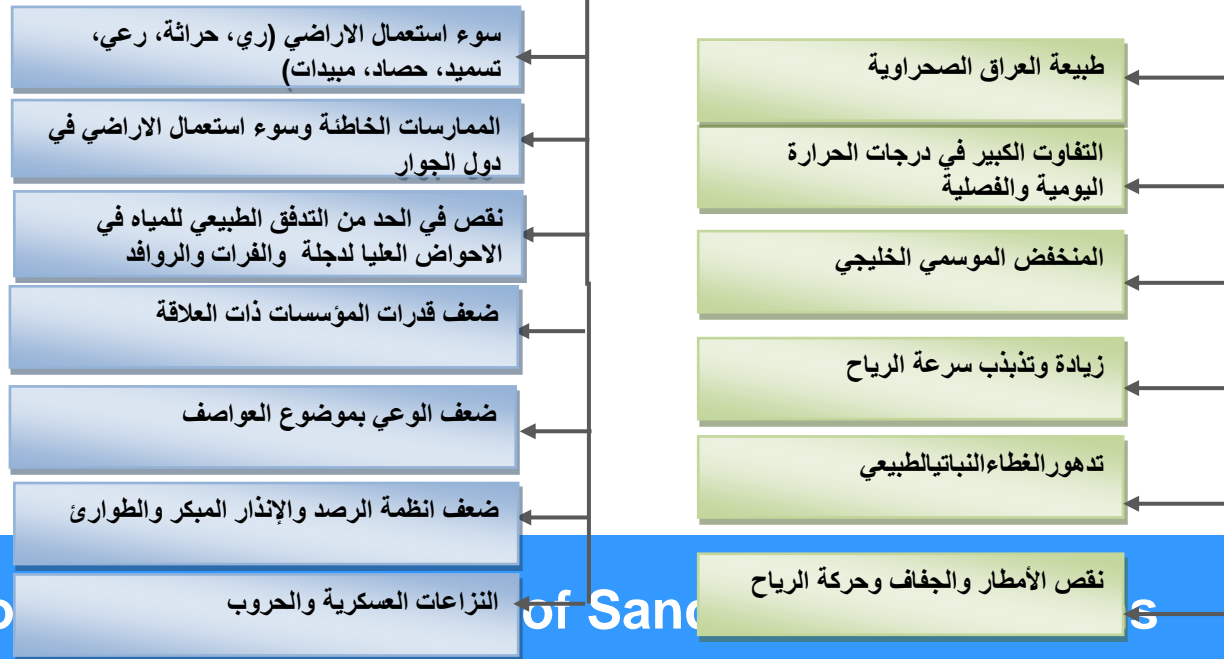 طبيعة العراق الصحراوية
التفاوت الكبير في درجات الحرارة
اليومية والفصلية
المنخفض الموسمي الخليجي
زيادة وتذبذب سرعة الرياح
تدهورالغطاءالنباتيالطبيعي
نقص الأمطار والجفاف وحركة الرياح
سوء استعمال الاراضي (ري، حراثة، رعي،
تسميد، حصاد، مبيدات)
الممارسات الخاطئة وسوء استعمال الاراضي في
دول الجوار
نقص في الحد من التدفق الطبيعي للمياه في
الاحواض العليا لدجلة والفرات والروافد
ضعف قدرات المؤسسات ذات العلاقة
ضعف الوعي بموضوع العواصف
ضعف انظمة الرصد والإنذار المبكر والطوارئ
النزاعات العسكرية والحروب
of